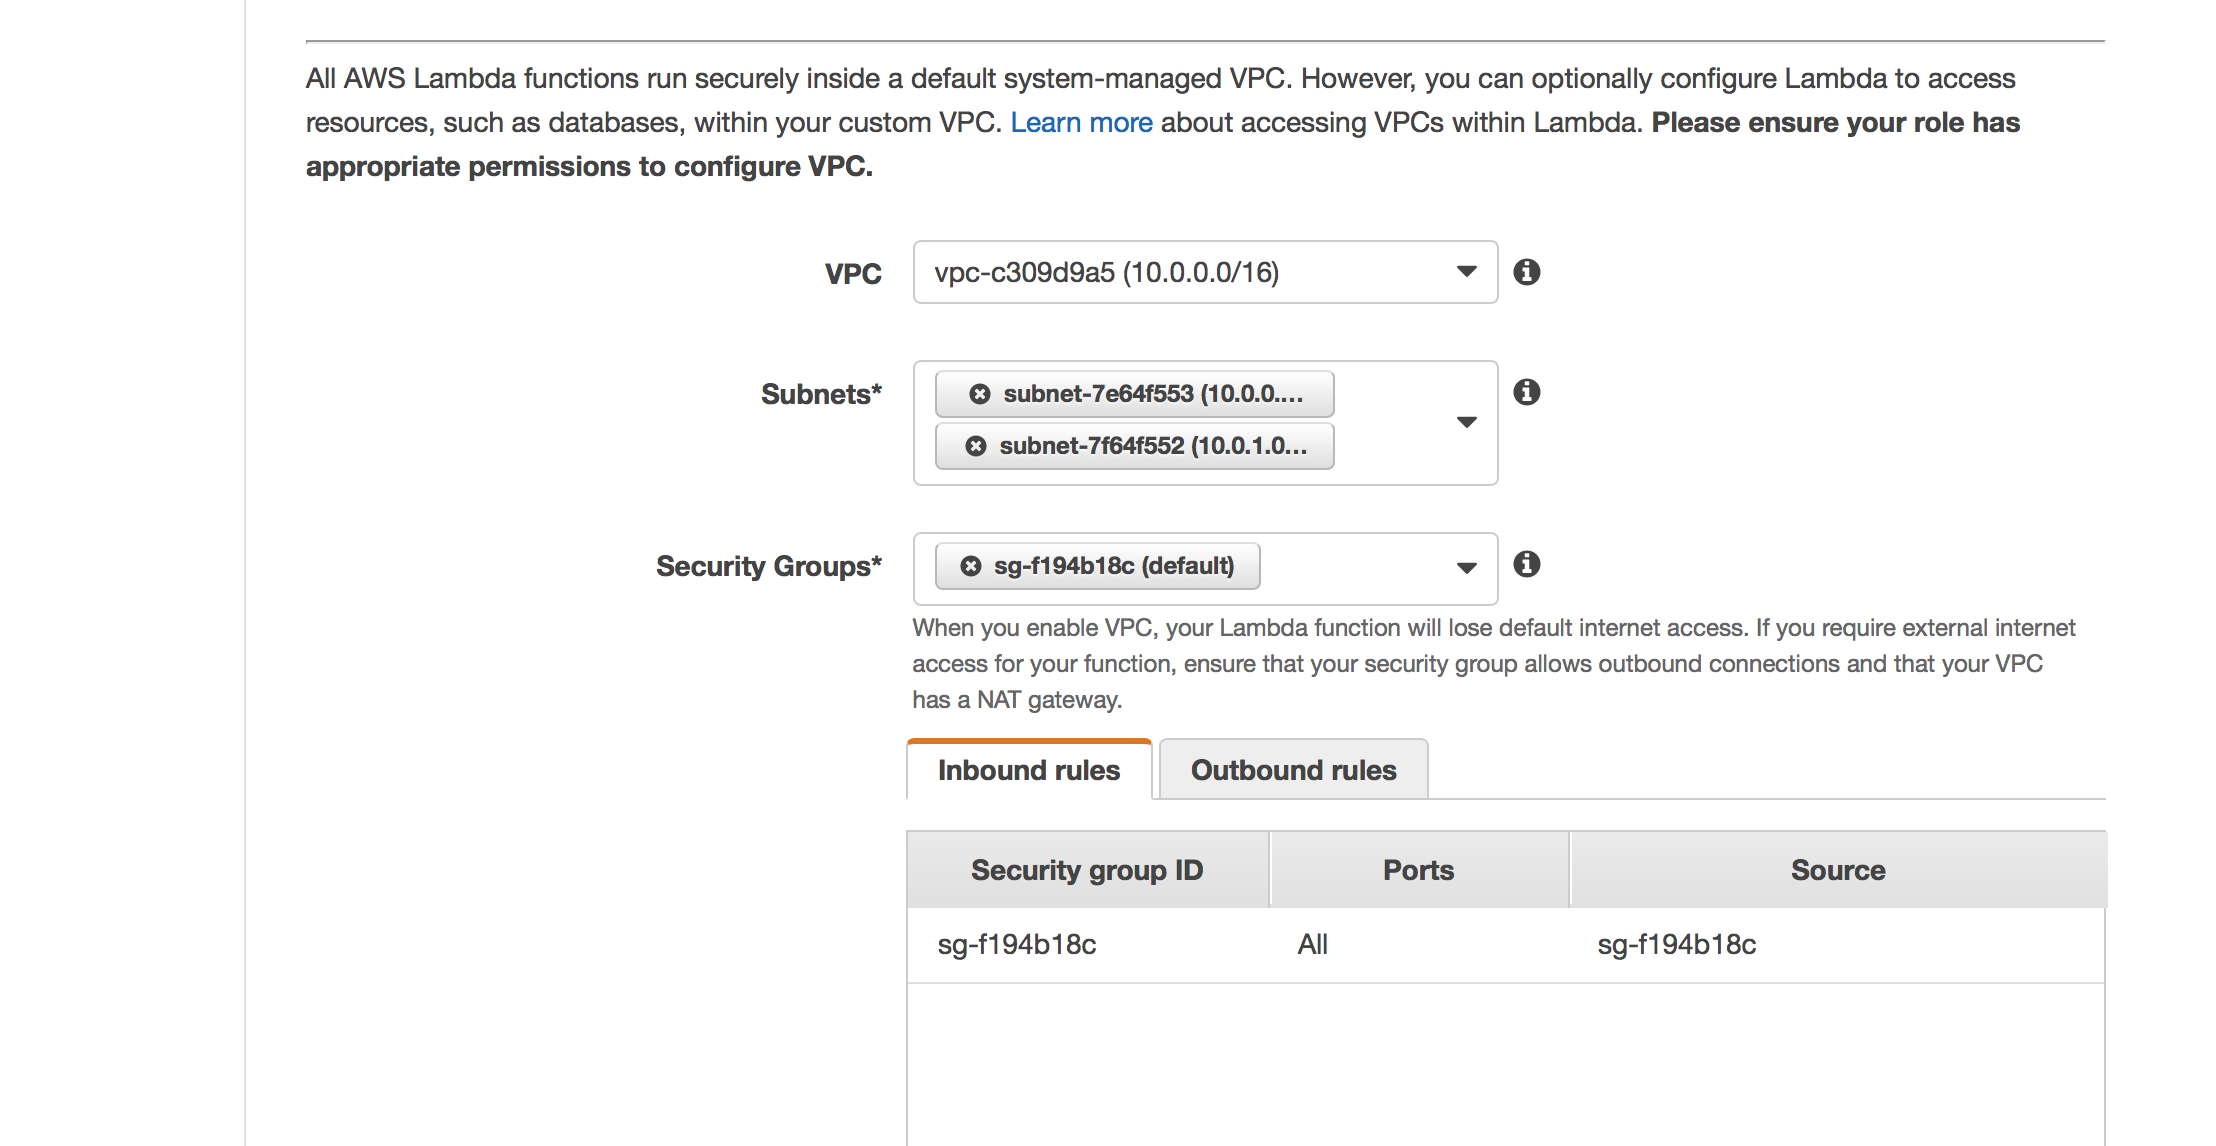 All AWS Lambda functions run securely inside a default system-managed VPC. However, you can optionally configure Lambda to access
resources, such as databases, within your custom VPC. Learn more about accessing VPCs within Lambda. Please ensure your role has
appropriate permissions to configure VPC.
VPC
vpc-c309d9a5 (10.0.0.0/16)
Subnets*
subnet-7e64f553 (10.0.0....
subnet-7f64f552 (10.0.1.0...
Security Groups*
sg-f194b18c (default)
When you enable VPC, your Lambda function will lose default internet access. If you require external internet
access for your function, ensure that your security group allows outbound connections and that your VPC
has a NAT gateway.
Inbound rules Outbound rules
Security group ID Ports Source
sg-f194b18c All sg-f194b18c